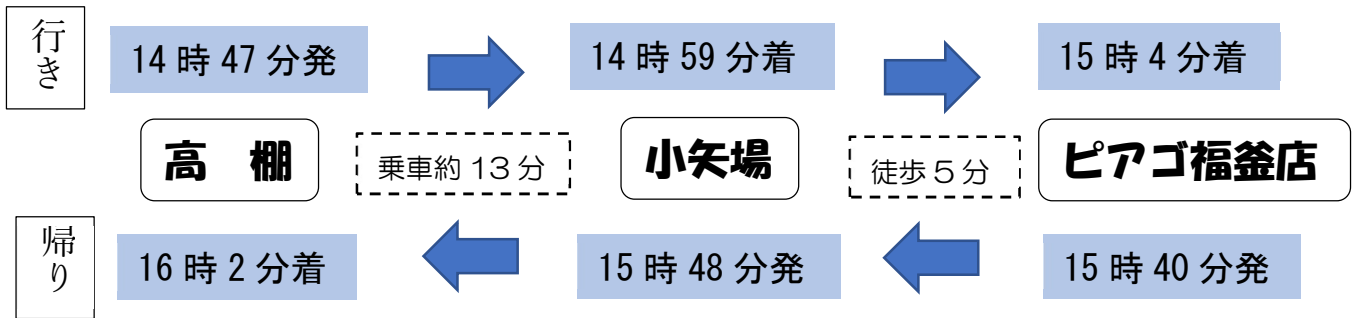 行き
14時47分発
14時59分着
15時4分着
高　棚
乗車約13分
小矢場
徒歩5分
ピアゴ福釜店
帰り
16時2分着
15時48分発
15時40分発